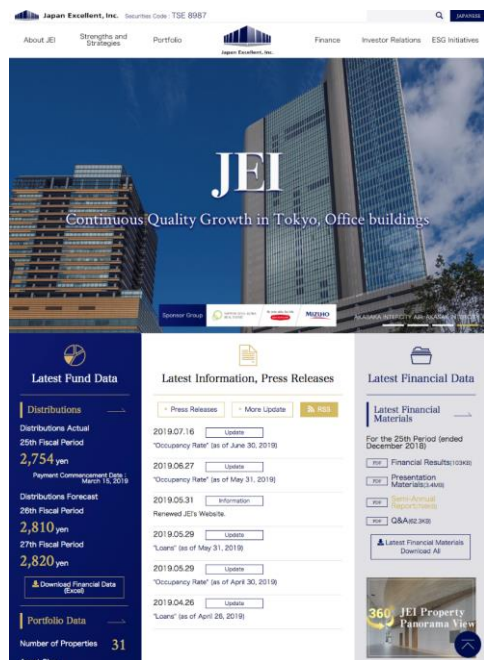 Japan Excellent, Inc. Securities Code : TSE 8987
JAPANESE
About JEI
Strengths and
Strategies
Portfolio
Japan Excellent, Inc.
Finance
Investor Relations
ESG Initiatives
JEI
Continuous Quality Growth in Tokyo, Office buildings
Sponsor Group
MIZUHO
Latest Fund Data
Distributions
Distributions Actual
25th Fiscal Period
2,754 yen
Payment Commencement Date :
March 15, 2019
Distributions Forecast
26th Fiscal Period
2,810 yen
27th Fiscal Period
2,820 yen
Download Financial Data
(Excel)
Portfolio Data
Number of Properties 31
Latest Information, Press Releases
Press Releases
More Update
RSS
2019.07.16 Update
"Occupancy Rate" (as of June 30, 2019)
2019.06.27 Update
"Occupancy Rate" (as of May 31, 2019)
2019.05.31 Information
Renewed JEI's Website.
2019.05.29 Update
"Loans" (as of May 31, 2019)
2019.05.29 Update
"Occupancy Rate" (as of April 30, 2019)
2019.04.26 Update
"Loans" (as of April 26, 2019)
Latest Financial Data
Latest Financial
Materials
For the 25th Period (ended
December 2018)
PDF Financial Results(103KB)
PDF Presentation
Materials(3.4MB)
PDF Semi-Annual
PDF Q&A(62.3KB)
Latest Financial Materials
Download All
360° JEI Property
Panorama View